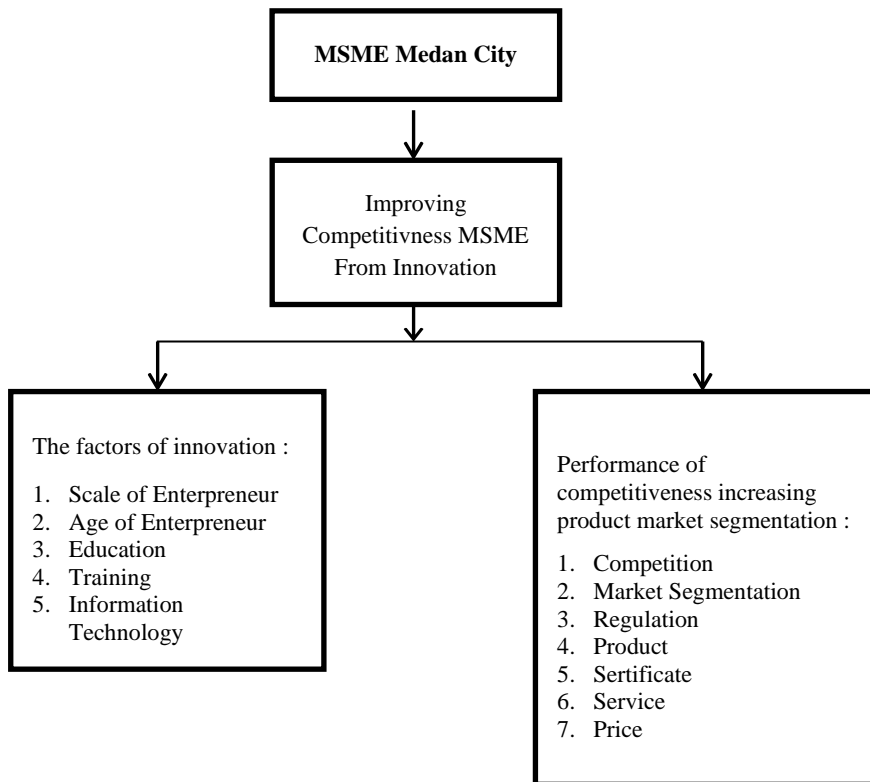 MSME Medan City
Improving
Competitivness MSME
From Innovation
The factors of innovation :
1. Scale of Enterpreneur
2. Age of Enterpreneur
3. Education
4. Training
5. Information
Technology
Performance of
competitiveness increasing
product market segmentation :
1. Competition
2. Market Segmentation
3. Regulation
4. Product
5. Sertificate
6. Service
7. Price